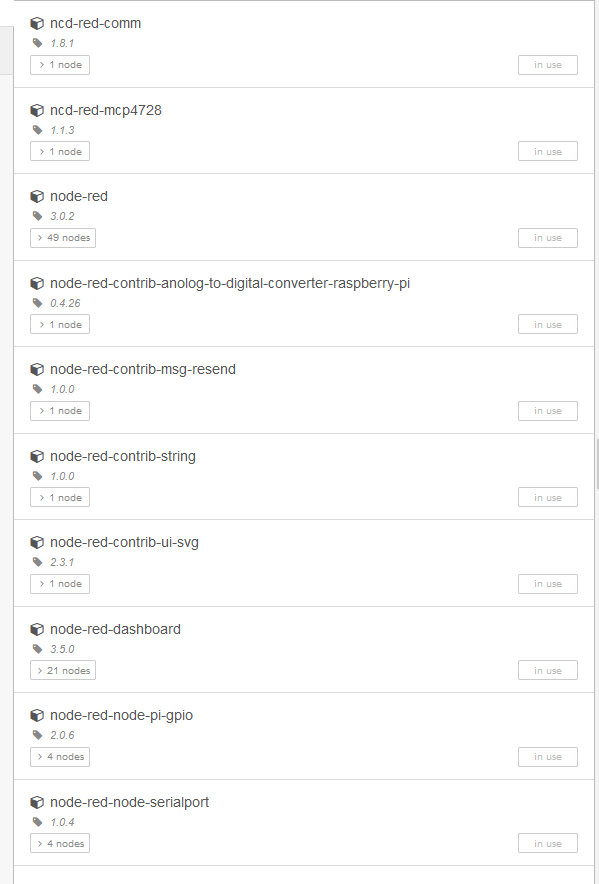 ncd-red-comm
1.8.1
> 1 node
in use
ncd-red-mcp4728
1.1.3
> 1 node
in use
node-red
3.0.2
> 49 nodes
in use
node-red-contrib-anolog-to-digital-converter-raspberry-pi
0.4.26
> 1 node
in use
node-red-contrib-msg-resend
1.0.0
> 1 node
in use
node-red-contrib-string
1.0.0
> 1 node
in use
node-red-contrib-ui-svg
2.3.1
> 1 node
in use
node-red-dashboard
3.5.0
> 21 nodes
in use
node-red-node-pi-gpio
2.0.6
> 4 nodes
in use
node-red-node-serialport
1.0.4
> 4 nodes
in use